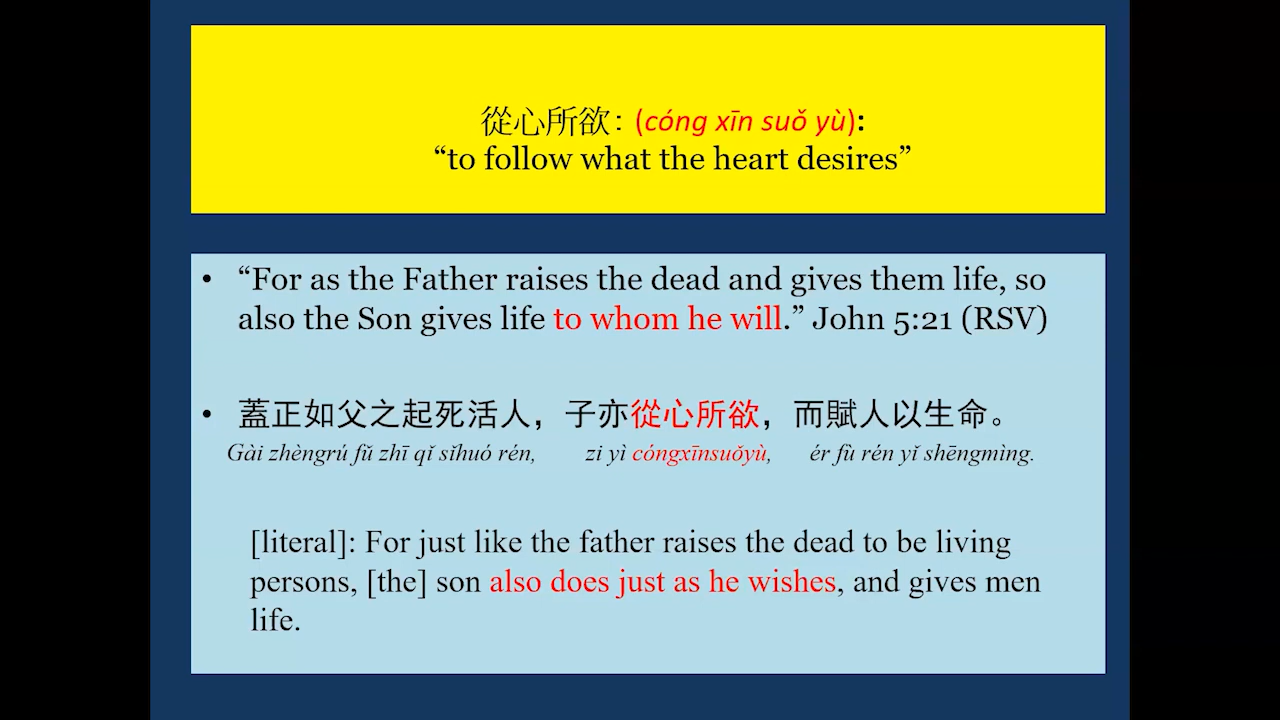 從心所欲: (cóng xīn suǒ yù):
“to follow what the heart desires”
• “For as the Father raises the dead and gives them life, so
also the Son gives life to whom he will.” John 5:21 (RSV)
• 蓋正如父之起死活人，子亦從心所欲，而賦人以生命。
Gài zhèngrú fǔ zhī qǐ sǐhuó rén, zi yì cóngxīnsuǒyù, ér fù rén yǐ shēngmìng.
[literal]: For just like the father raises the dead to be living
persons, [the] son also does just as he wishes, and gives men
life.